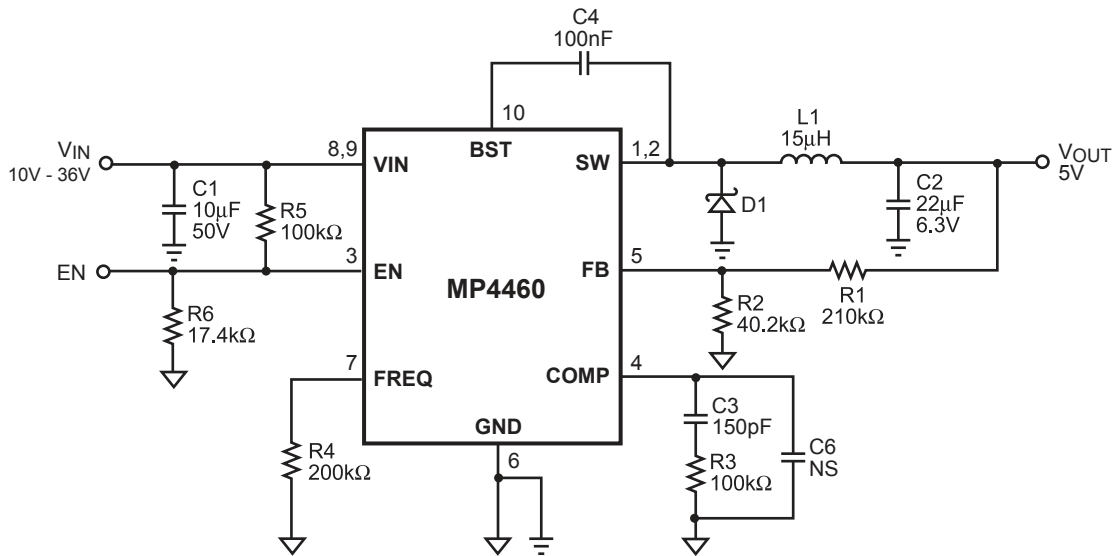 C4
100nF
10
L1
15μH
VIN
10V - 36V
8,9
VIN
BST
SW
1,2
VOUT
5V
C1
10μF
50V
R5
100kΩ
D1
C2
22μF
6.3V
EN
3
EN
MP4460
FB
5
R6
17.4kΩ
R2
40.2kΩ
R1
210kΩ
7
FREQ
COMP
4
GND
6
R4
200kΩ
C3
150pF
R3
100kΩ
C6
NS